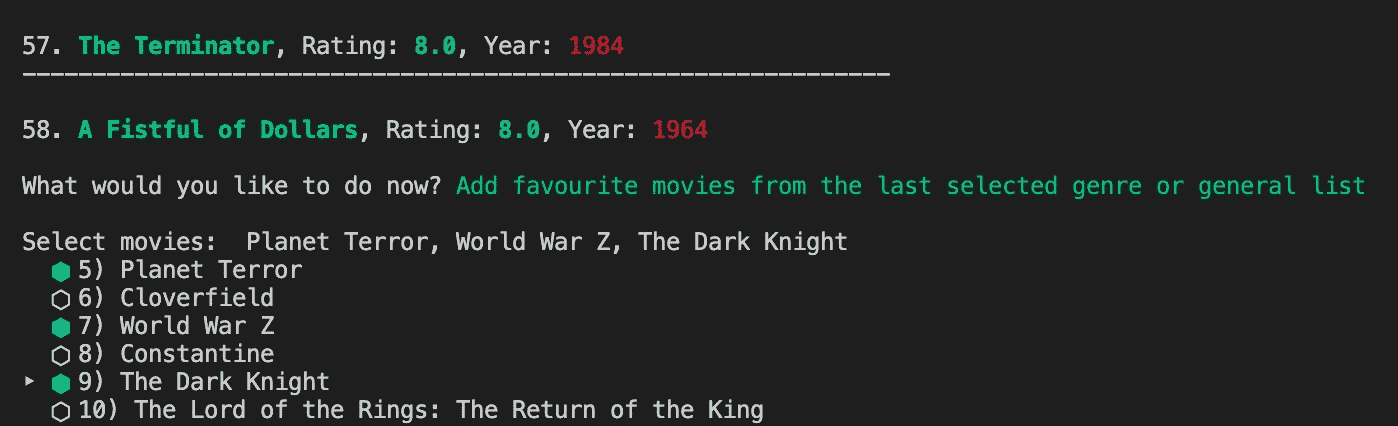 57. The Terminator, Rating: 8.0, Year: 1984
--------------------------------------------------------------
58. A Fistful of Dollars, Rating: 8.0, Year: 1964
What would you like to do now? Add favourite movies from the last selected genre or general list
Select movies:  Planet Terror, World War Z, The Dark Knight
⬢ 5) Planet Terror
⬡ 6) Cloverfield
⬢ 7) World War Z
⬡ 8) Constantine
‣ ⬢ 9) The Dark Knight
⬡ 10) The Lord of the Rings: The Return of the King